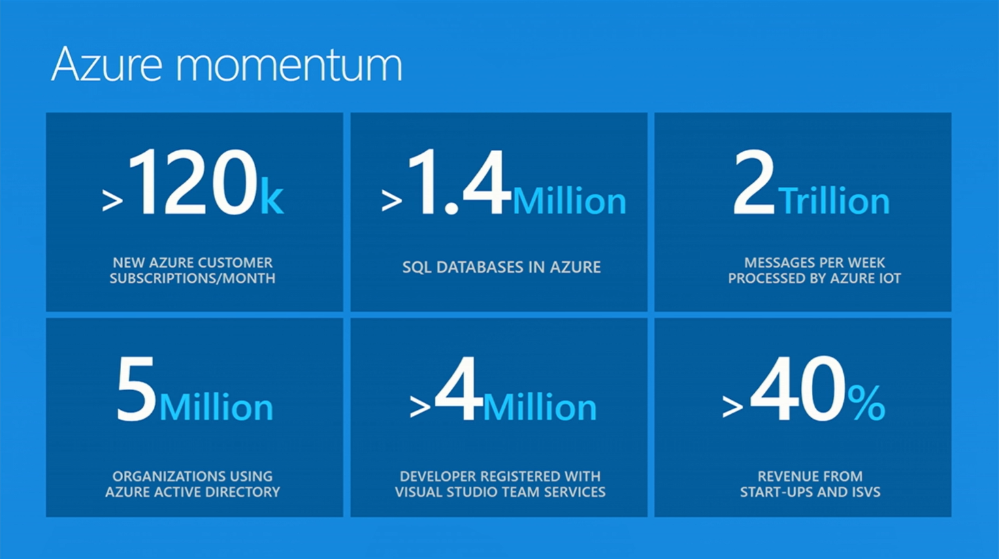 Azure momentum
>120k
NEW AZURE CUSTOMER
SUBSCRIPTIONS/MONTH
>1.4Million
SQL DATABASES IN AZURE
2Trillion
MESSAGES PER WEEK
PROCESSED BY AZURE IOT
5Million
ORGANIZATIONS USING
AZURE ACTIVE DIRECTORY
>4Million
DEVELOPER REGISTERED WITH
VISUAL STUDIO TEAM SERVICES
>40%
REVENUE FROM
START-UPS AND ISVS